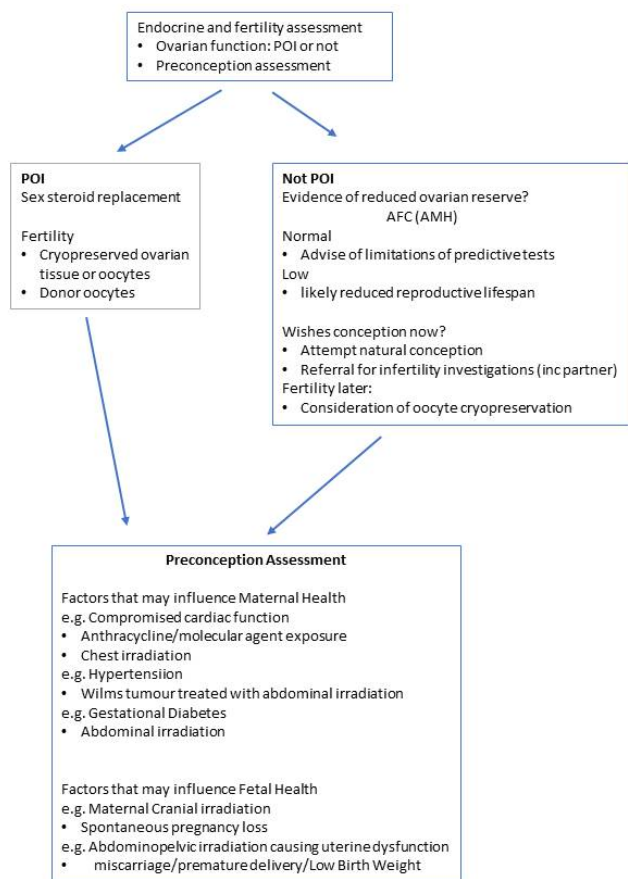 Endocrine and fertility assessment
• Ovarian function: POI or not
• Preconception assessment
POI
Sex steroid replacement
Fertility
• Cryopreserved ovarian
tissue or oocytes
• Donor oocytes
Not POI
Evidence of reduced ovarian reserve?
AFC (AMH)
Normal
• Advise of limitations of predictive tests
Low
• likely reduced reproductive lifespan
Wishes conception now?
• Attempt natural conception
• Referral for infertility investigations (inc partner)
Fertility later:
• Consideration of oocyte cryopreservation
Preconception Assessment
Factors that may influence Maternal Health
e.g. Compromised cardiac function
• Anthracycline/molecular agent exposure
• Chest irradiation
e.g. Hypertensiion
• Wilms tumour treated with abdominal irradiation
e.g. Gestational Diabetes
• Abdominal irradiation
Factors that may influence Fetal Health
e.g. Maternal Cranial irradiation
• Spontaneous pregnancy loss
e.g. Abdominopelvic irradiation causing uterine dysfunction
• miscarriage/premature delivery/Low Birth Weight